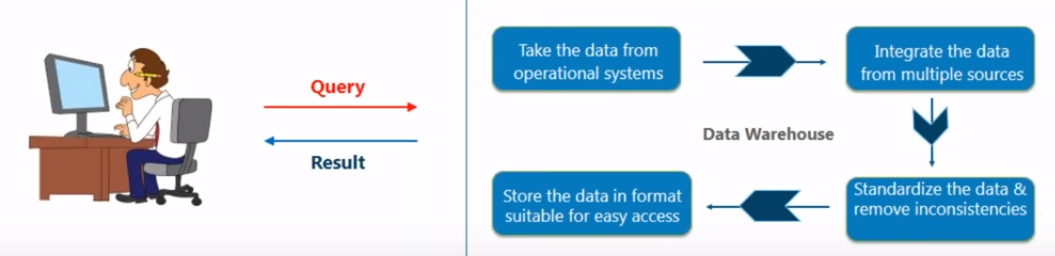 Query
Result
Take the data from
operational systems
Integrate the data
from multiple sources
Data Warehouse
Standardize the data &
remove inconsistencies
Store the data in format
suitable for easy access